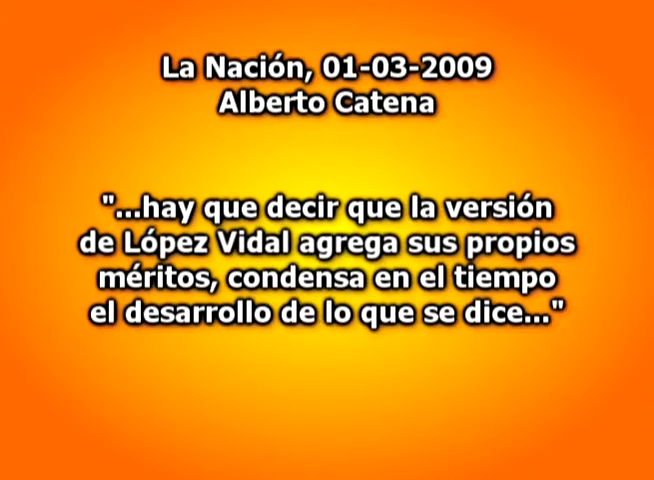 La Nación, 01-03-2009
Alberto Catena
"...hay que decir que la versión
de López Vidal agrega sus propios
méritos, condensa en el tiempo
el desarrollo de lo que se dice..."